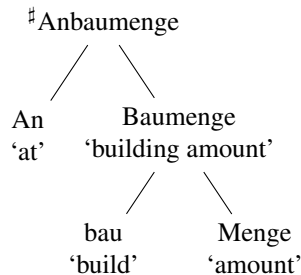 ♯Anbaumenge
An Baumenge
‘at’ ‘building amount’
bau Menge
‘build’ ‘amount’